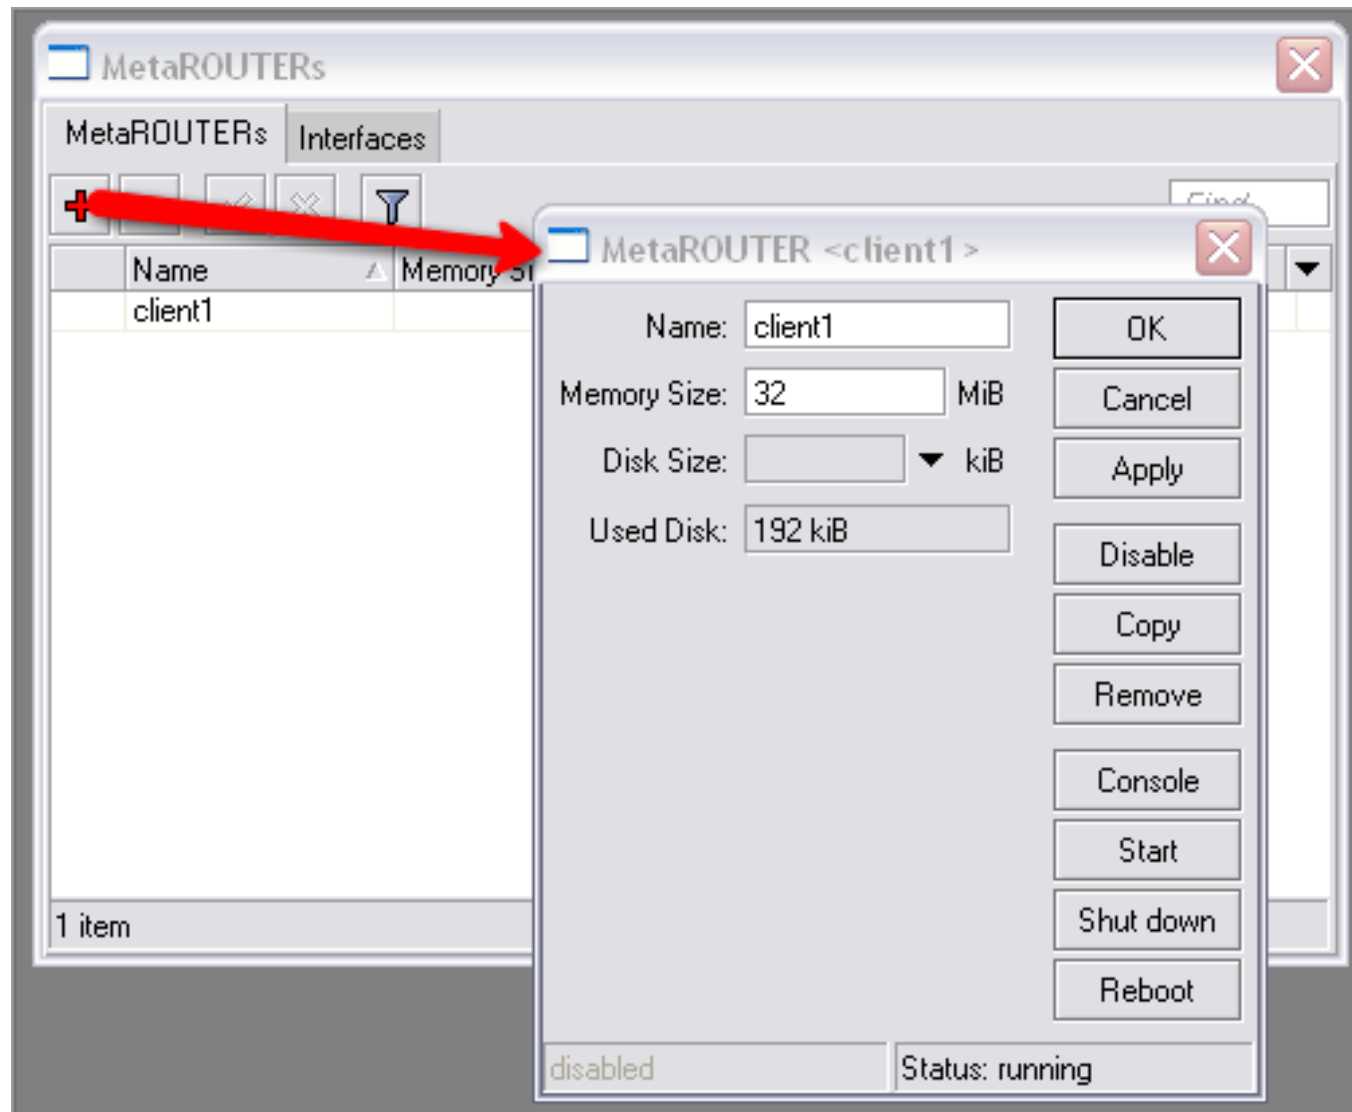 MetaROUTERs
MetaROUTERs Interfaces
Find
Name Memory
client1
1 item
MetaROUTER <client1>
Name: client1
Memory Size: 32 MiB
Disk Size: kiB
Used Disk: 192 kiB
OK
Cancel
Apply
Disable
Copy
Remove
Console
Start
Shut down
Reboot
disabled
Status: running